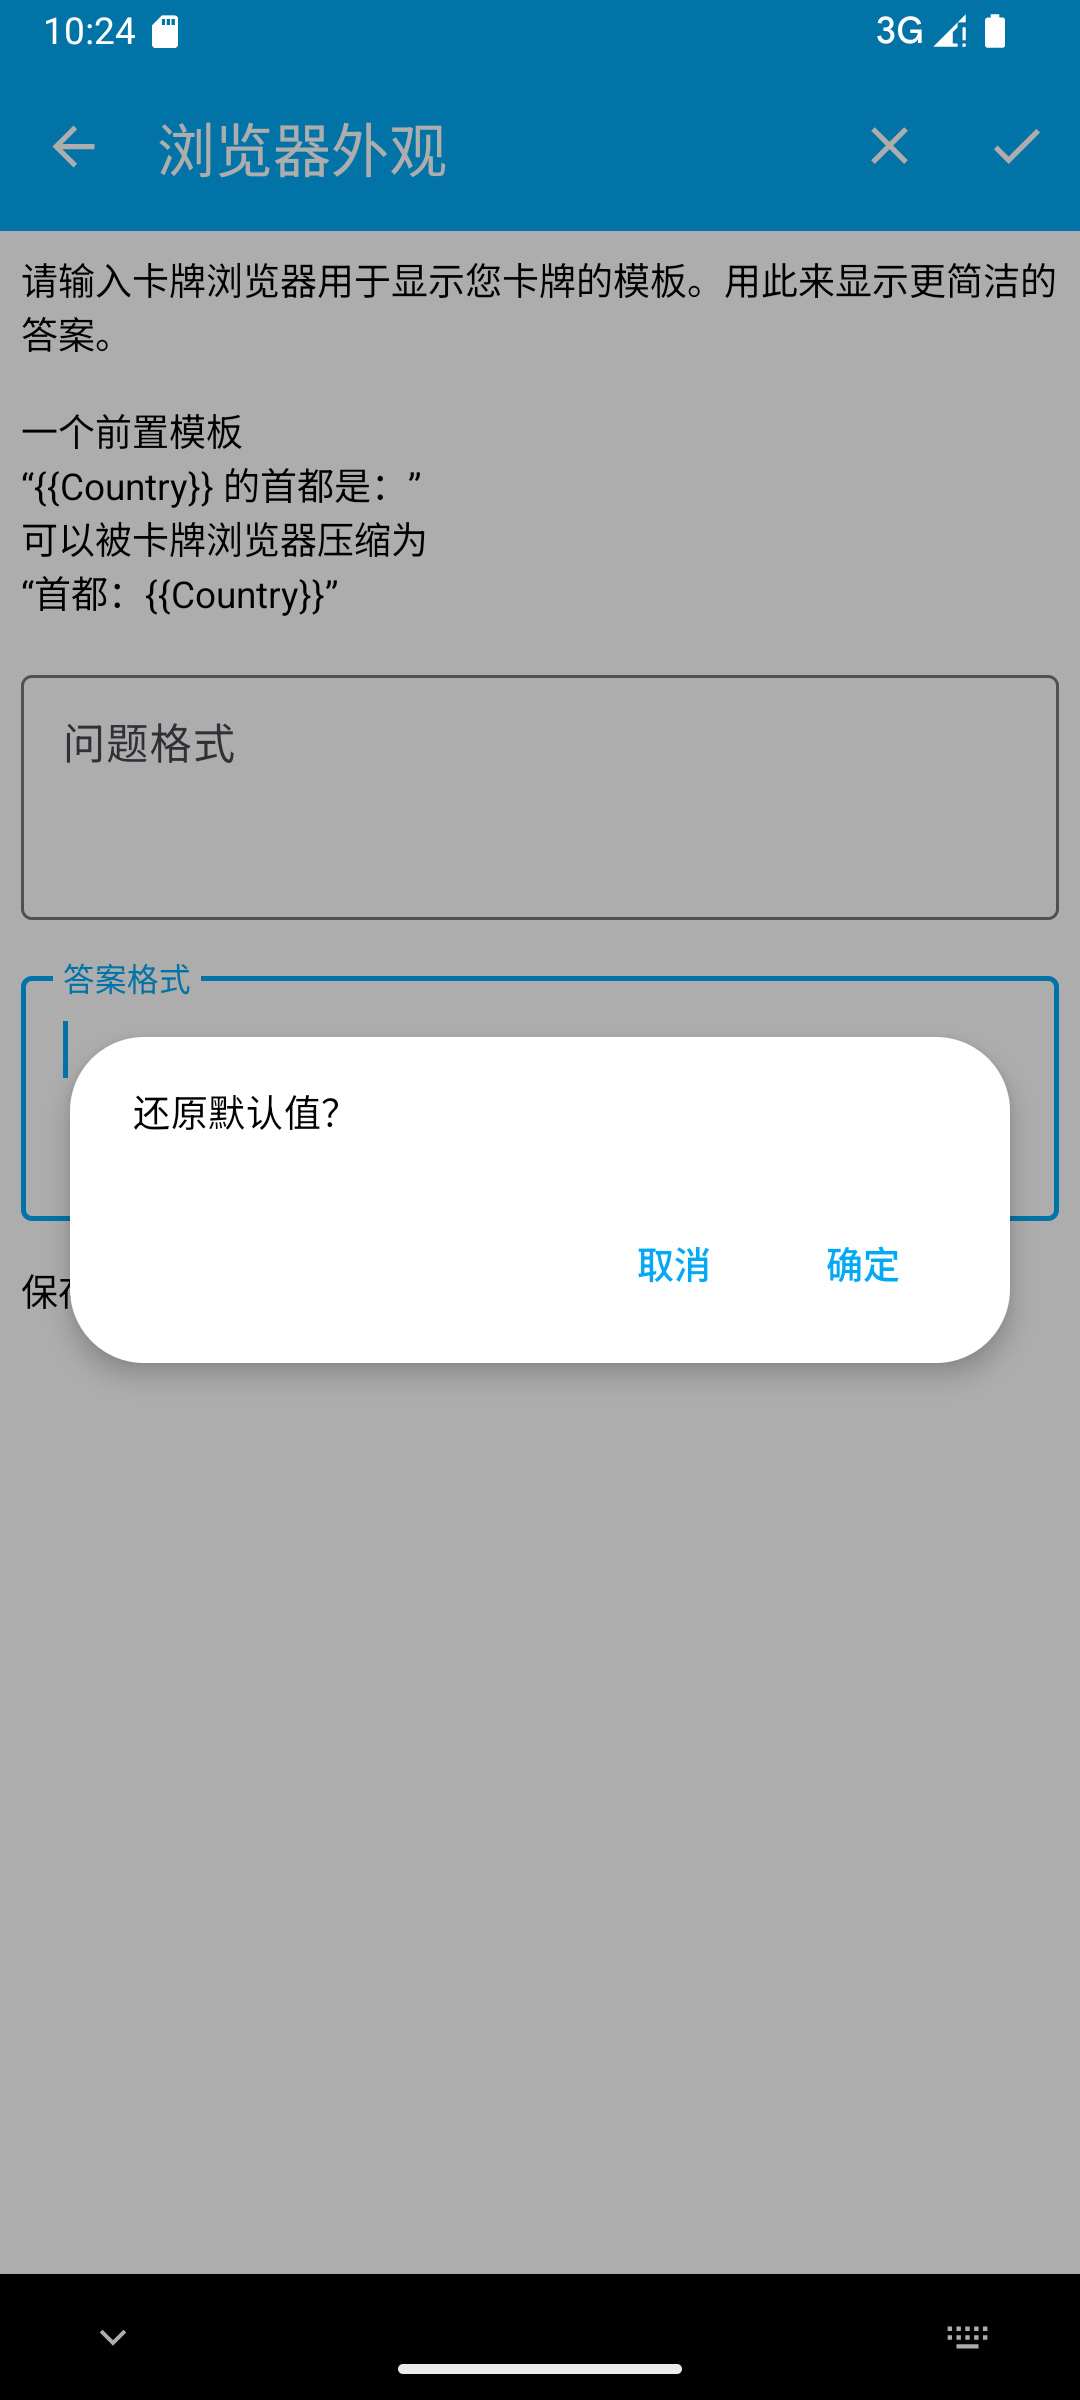 10:24
3G
浏览器外观
请输入卡牌浏览器用于显示您卡牌的模板。用此来显示更简洁的
答案。
一个前置模板
“{{Country}} 的首都是：”
可以被卡牌浏览器压缩为
“首都：{{Country}}”
问题格式
答案格式
还原默认值？
取消
确定
保